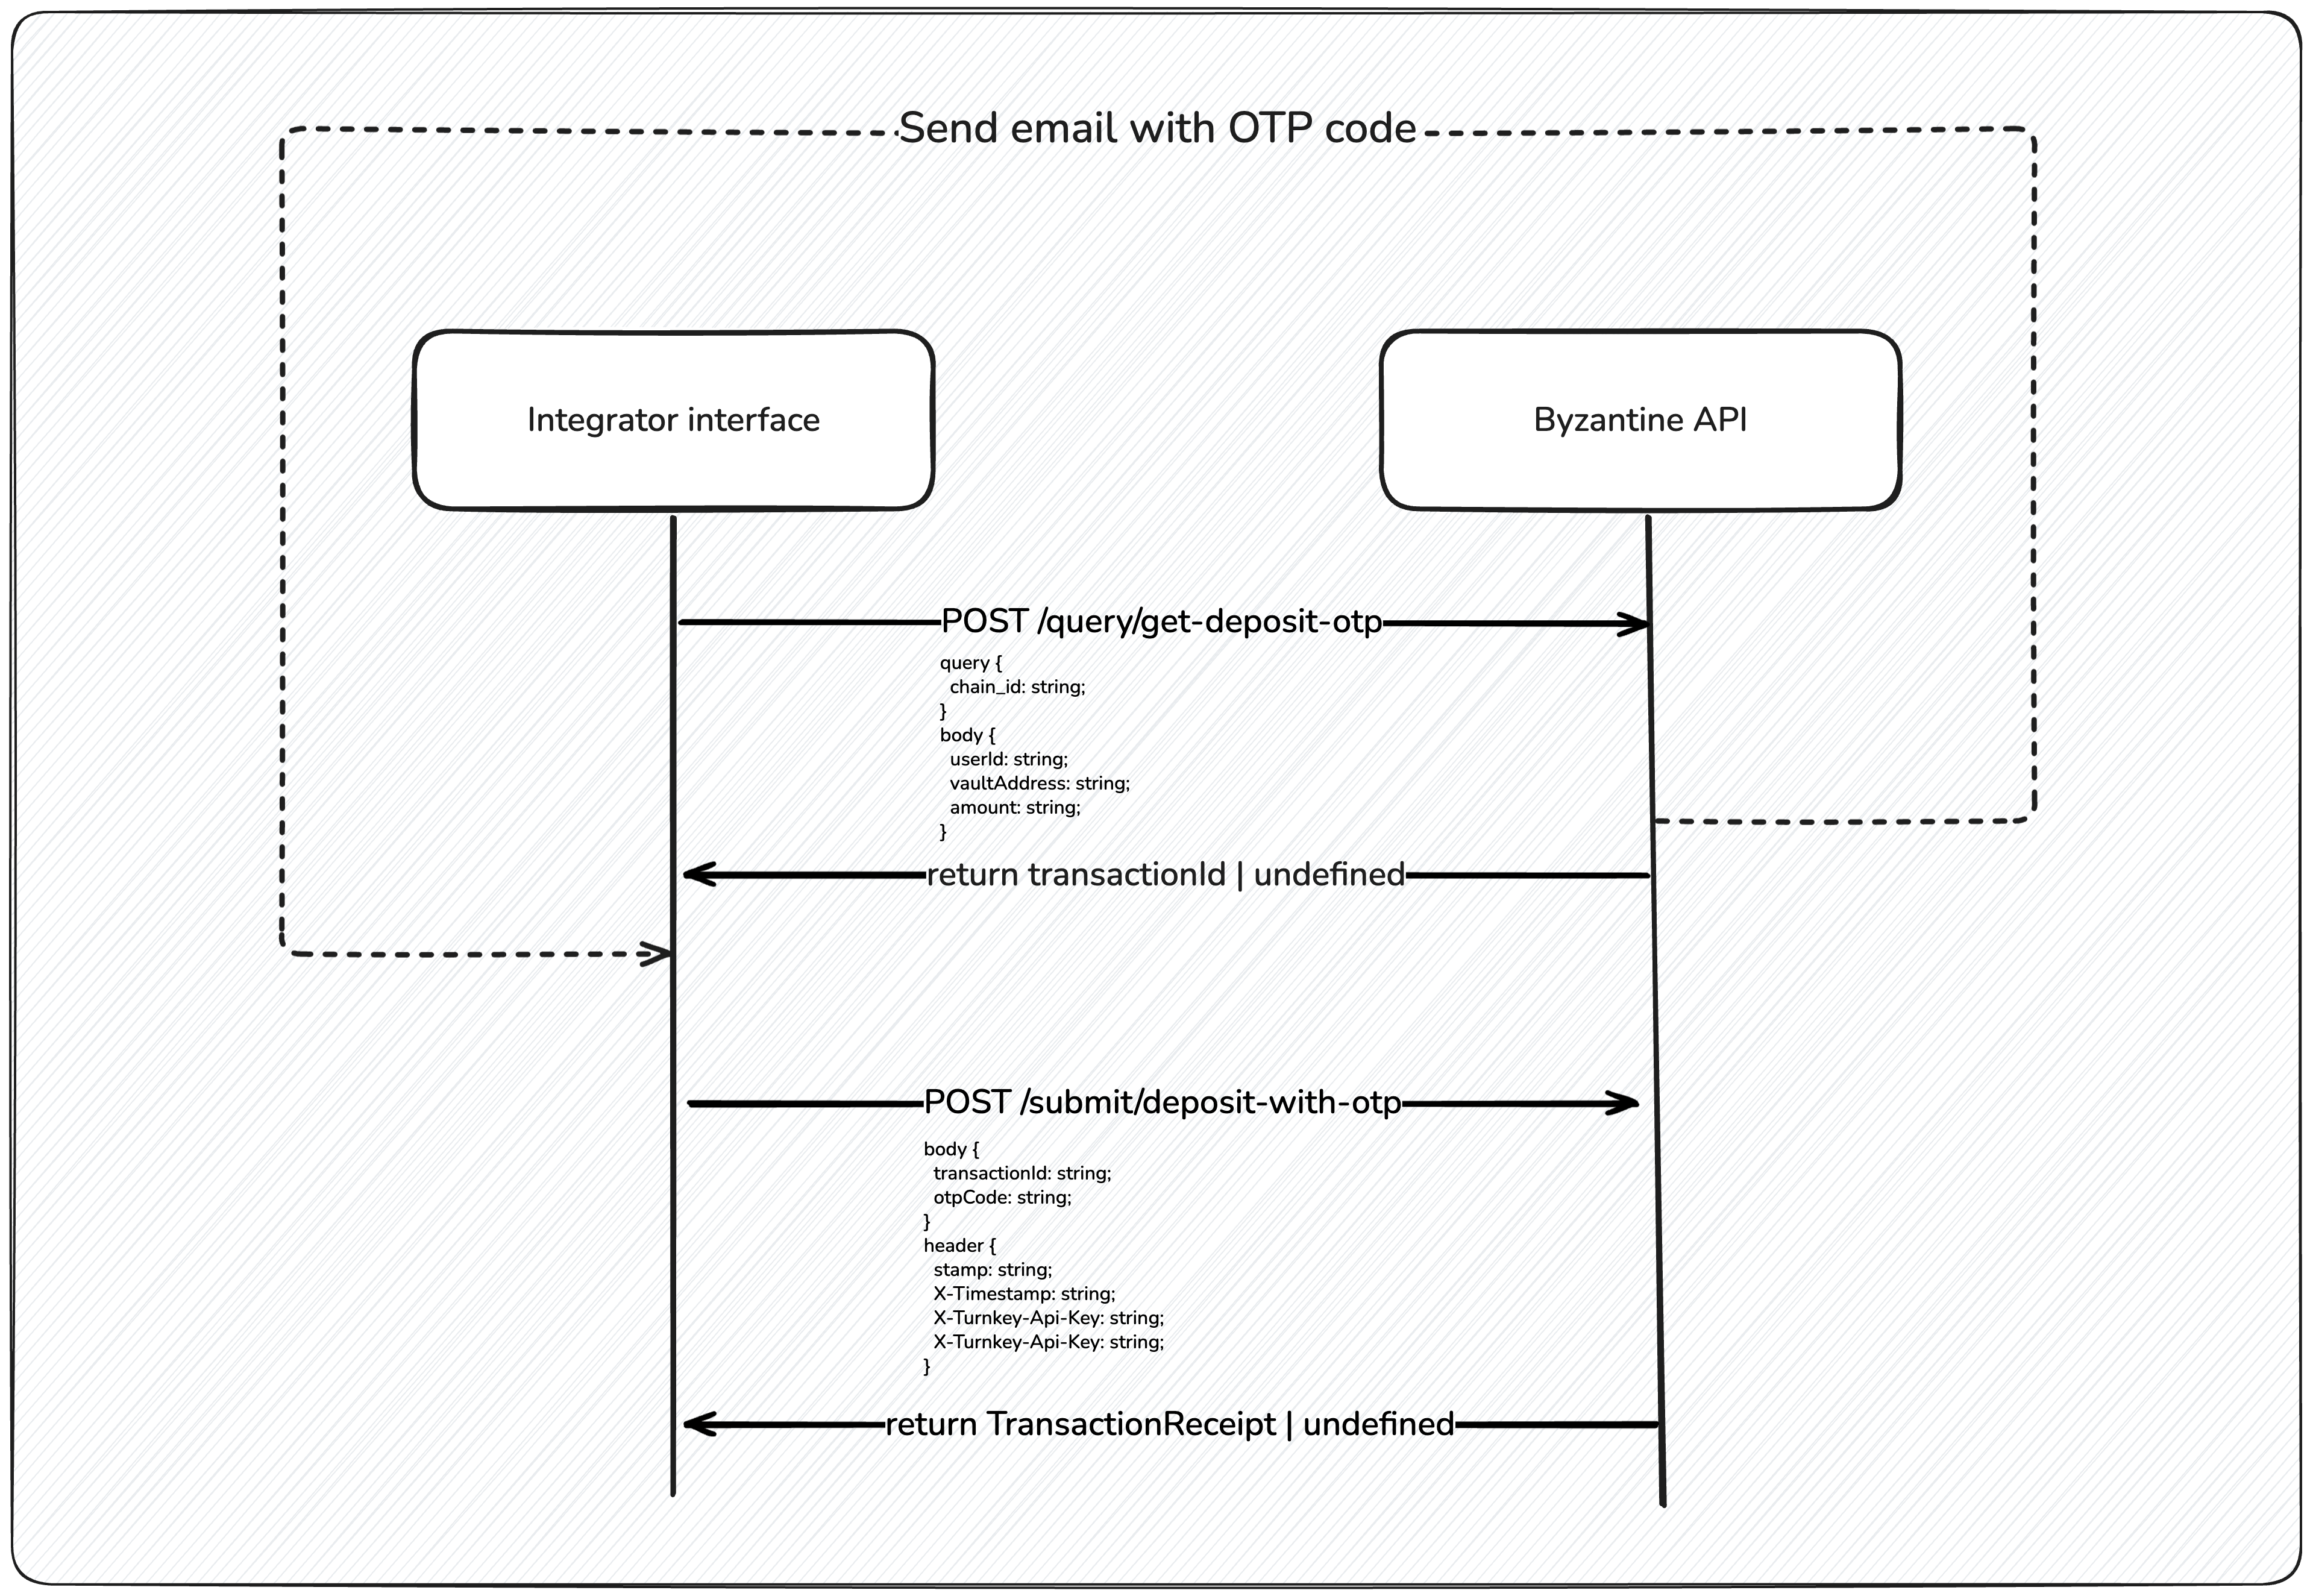 Send email with OTP code
Integrator interface
Byzantine API
POST /query/get-deposit-otp
query {
chain_id: string;
}
body {
userId: string;
vaultAddress: string;
amount: string;
}
return transactionId | undefined
POST /submit/deposit-with-otp
body {
transactionId: string;
otpCode: string;
}
header {
stamp: string;
X-Timestamp: string;
X-Turnkey-Api-Key: string;
X-Turnkey-Api-Key: string;
}
return TransactionReceipt | undefined